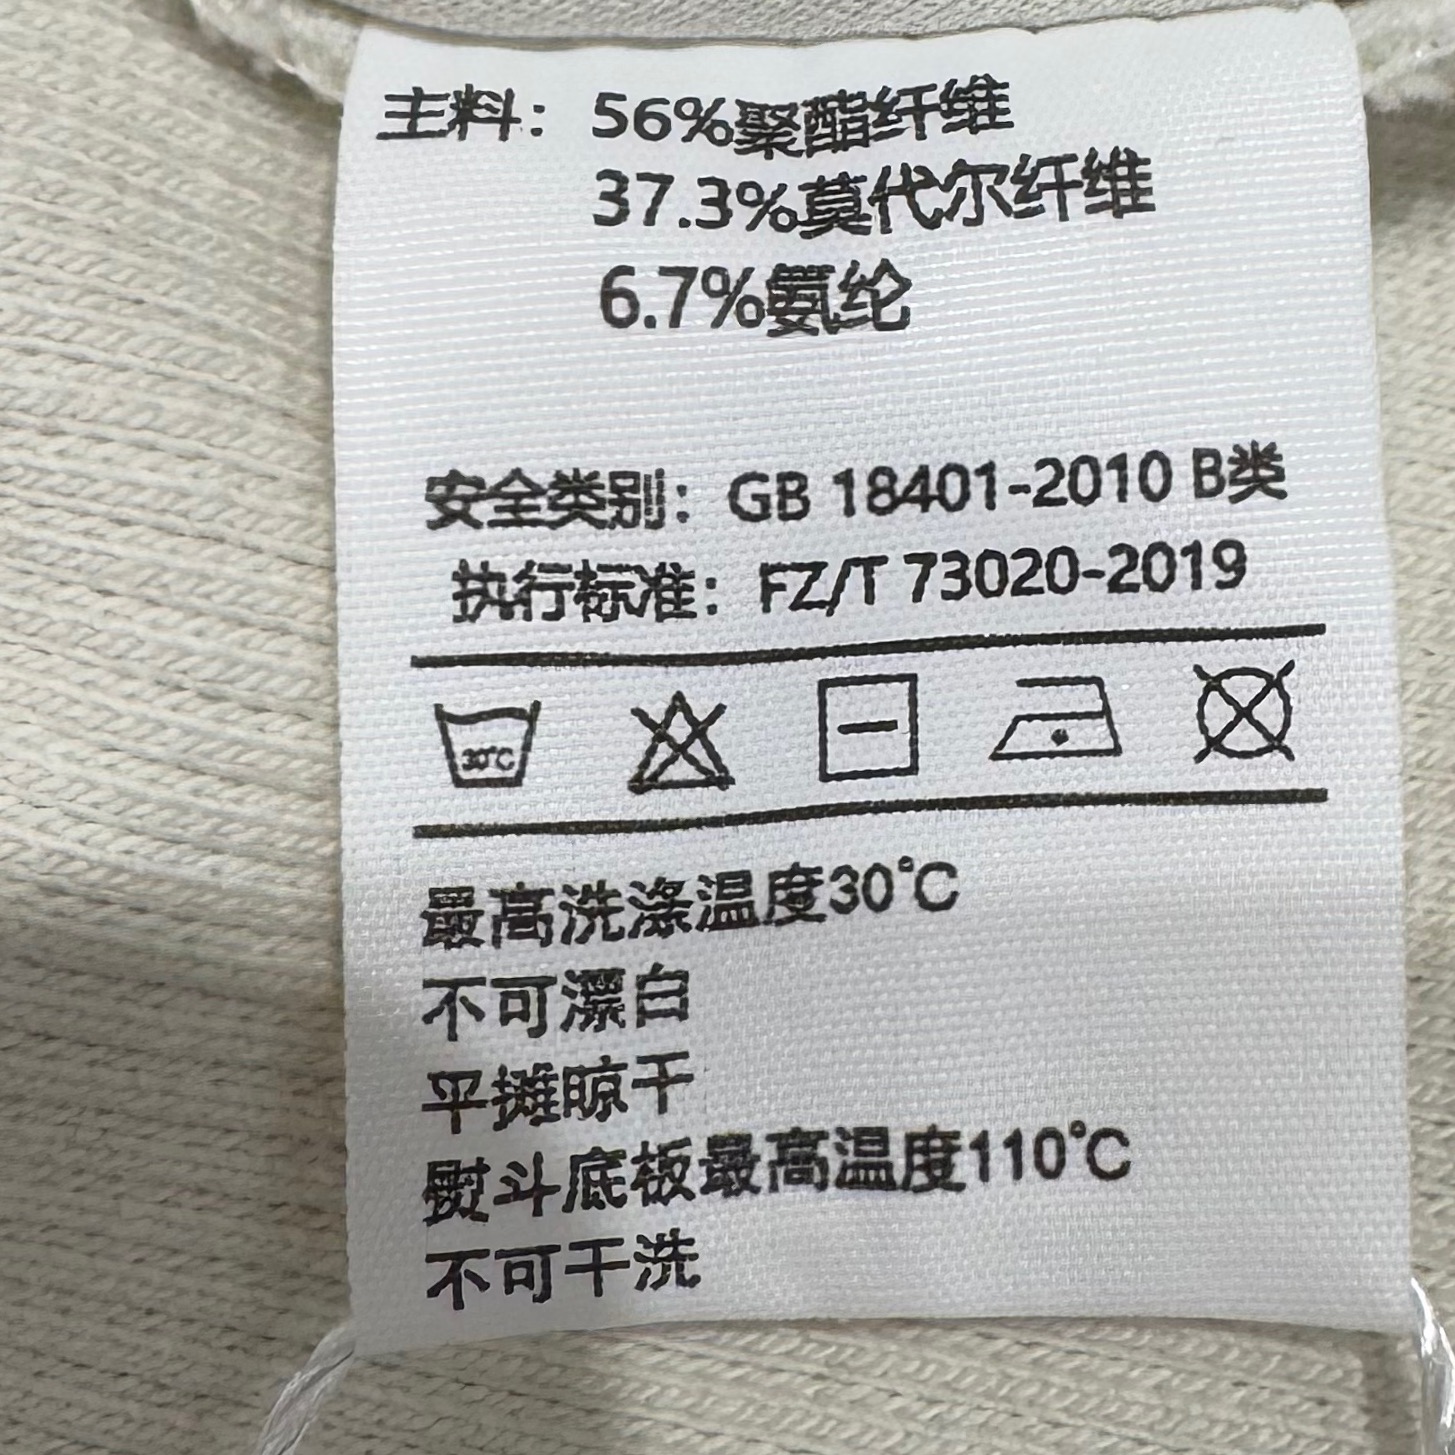 主料：56%聚酯纤维
37.3%莫代尔纤维
6.7%氨纶
安全类别：GB 18401-2010 B类
执行标准：FZ/T 73020-2019
30℃
最高洗涤温度30℃
不可漂白
平摊晾干
熨斗底板最高温度110℃
不可干洗